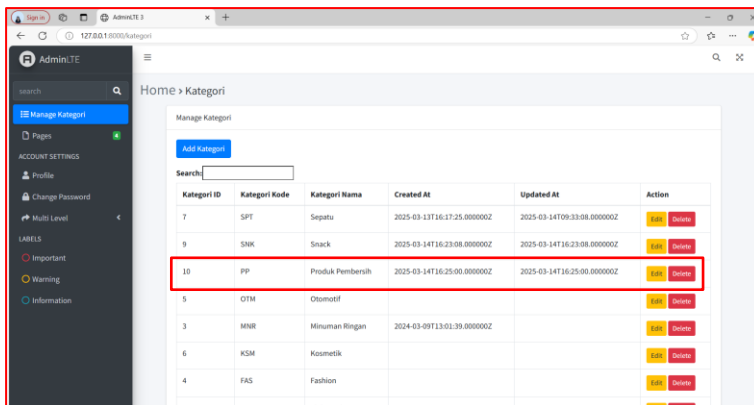 Sign in AdminLTE 3
127.0.0.1:8000/kategori
AdminLTE
search
Home › Kategori
Manage Kategori
Manage Kategori
Pages 4
ACCOUNT SETTINGS
Profile
Change Password
Multi Level
LABELS
Important
Warning
Information
Add Kategori
Search:
Kategori ID Kategori Kode Kategori Nama Created At Updated At Action
7 SPT Sepatu 2025-03-13T16:17:25.000000Z 2025-03-14T09:33:08.000000Z Edit Delete
9 SNK Snack 2025-03-14T16:23:08.000000Z 2025-03-14T16:23:08.000000Z Edit Delete
10 PP Produk Pembersih 2025-03-14T16:25:00.000000Z 2025-03-14T16:25:00.000000Z Edit Delete
5 OTM Otomotif Edit Delete
3 MNR Minuman Ringan 2024-03-09T13:01:39.000000Z Edit Delete
6 KSM Kosmetik Edit Delete
4 FAS Fashion Edit Delete